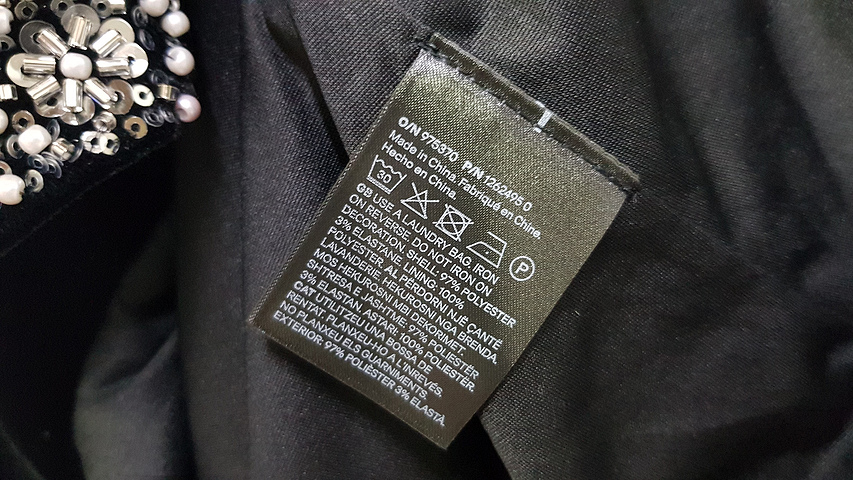 O/N 975370 P/N 1262495 0
Made in China. Fabriqué en Chine.
Hecho en China.
30
P
GB USE A LAUNDRY BAG. IRON
ON REVERSE. DO NOT IRON ON
DECORATION. SHELL: 97% POLYESTER
3% ELASTANE. LINING: 100%
POLYESTER AL PËRDORNI NJË ÇANTË
LAVANDERIE. HEKUROSNI NGA BRENDA.
MOS HEKUROSNI MBI DEKORIMET.
SHTRESA E JASHTME: 97% POLIESTËR
3% ELASTAN. ASTARI: 100% POLIESTËR.
CAT UTILITZEU UNA BOSSA DE
RENTAT. PLANXEU-HO A L'INREVÉS.
NO PLANXEU ELS GUARNIMENTS.
EXTERIOR: 97% POLIÈSTER 3% ELASTÀ.